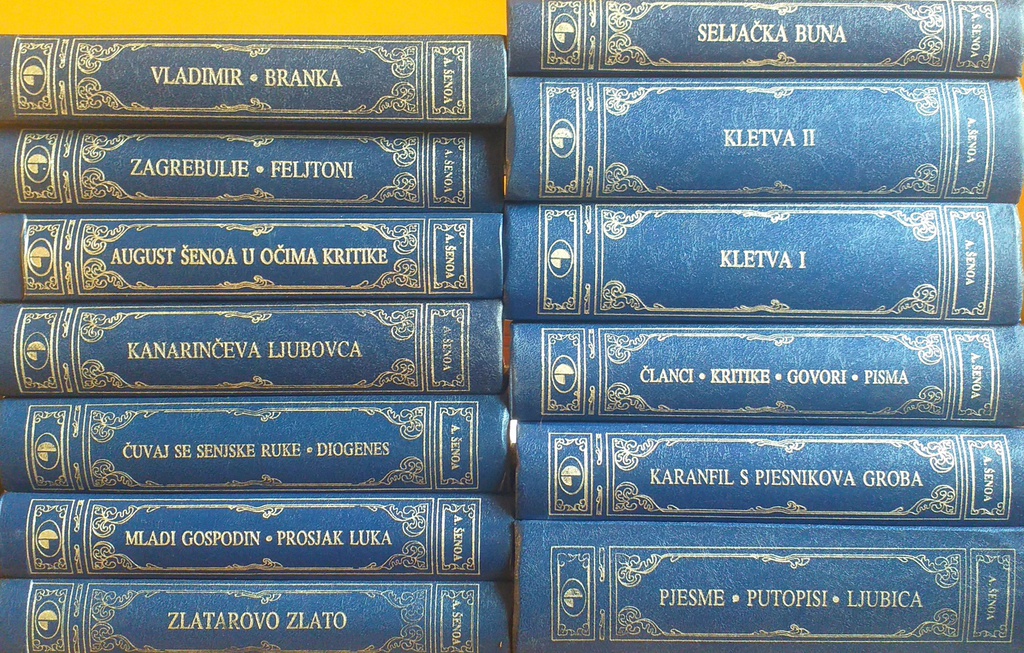 VLADIMIR • BRANKA
A. ŠENOA
ZAGREBULJE • FELJTONI
A. ŠENOA
AUGUST ŠENOA U OČIMA KRITIKE
A. ŠENOA
KANARINČEVA LJUBOVCA
A. ŠENOA
ČUVAJ SE SENJSKE RUKE • DIOGENES
A. ŠENOA
MLADI GOSPODIN • PROSJAK LUKA
A. ŠENOA
ZLATAROVO ZLATO
A. ŠENOA
SELJAČKA BUNA
A. ŠENOA
KLETVA II
A. ŠENOA
KLETVA I
A. ŠENOA
ČLANCI • KRITIKE • GOVORI • PISMA
A. ŠENOA
KARANFIL S PJESNIKOVA GROBA
A. ŠENOA
PJESME • PUTOPISI • LJUBICA
A. ŠENOA